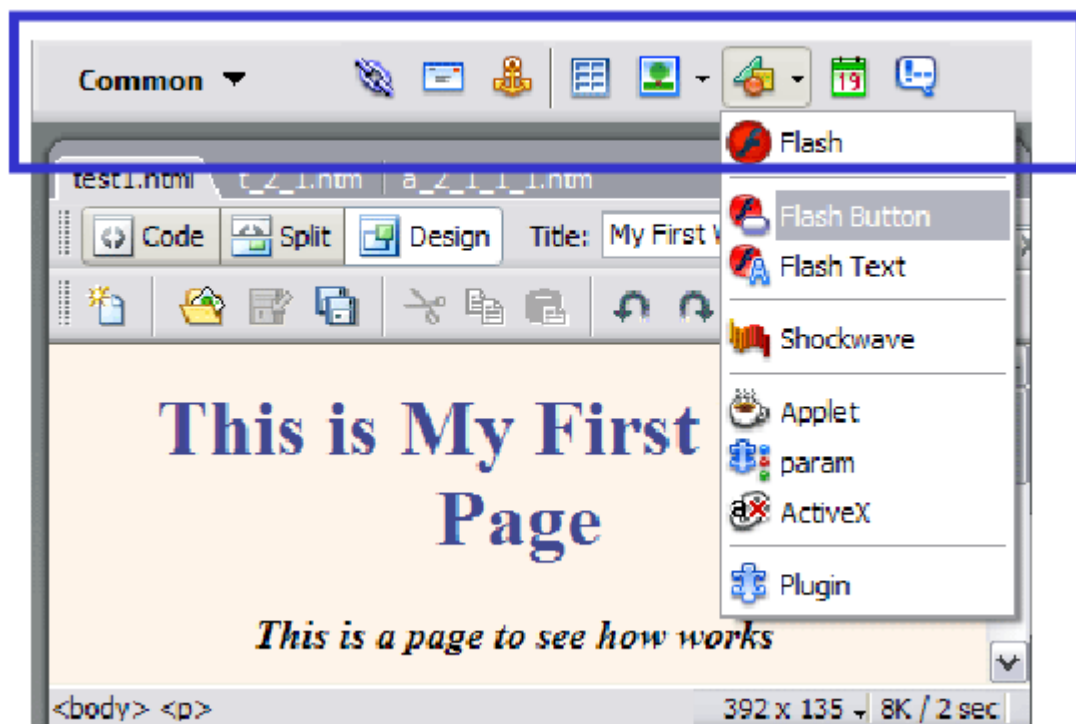 Common
19
Flash
test1.html t_2_1.htm a_2_1_1_1.htm
Flash Button
Code Split Design Title: My First
Flash Text
Shockwave
This is My First
Applet
param
Page
ActiveX
Plugin
This is a page to see how works
<body> <p> 392 x 135 8K / 2 sec